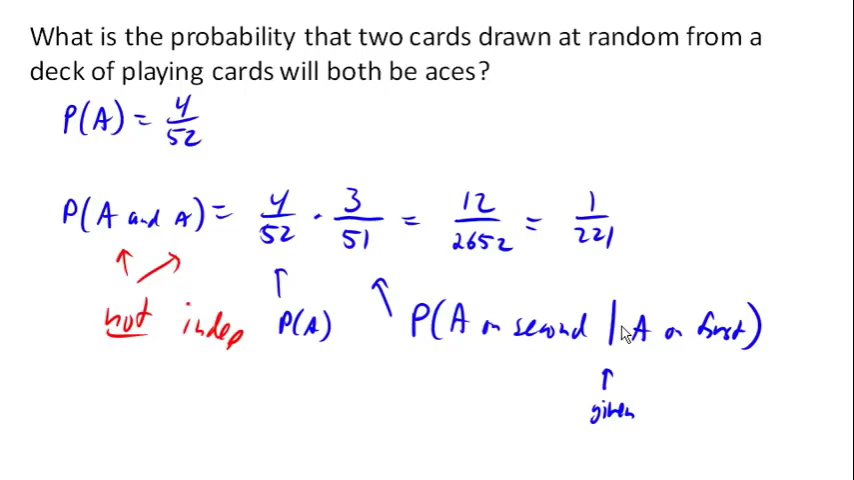 What is the probability that two cards drawn at random from a
deck of playing cards will both be aces?
P(A) = 4/52
P(A and A) = 4/52 · 3/51 = 12/2652 = 1/221
not indep P(A) P(A on second | A on first)
given